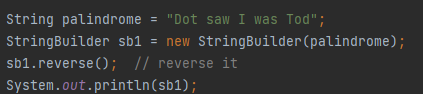 String palindrome = "Dot saw I was Tod";
StringBuilder sb1 = new StringBuilder(palindrome);
sb1.reverse();  // reverse it
System.out.println(sb1);